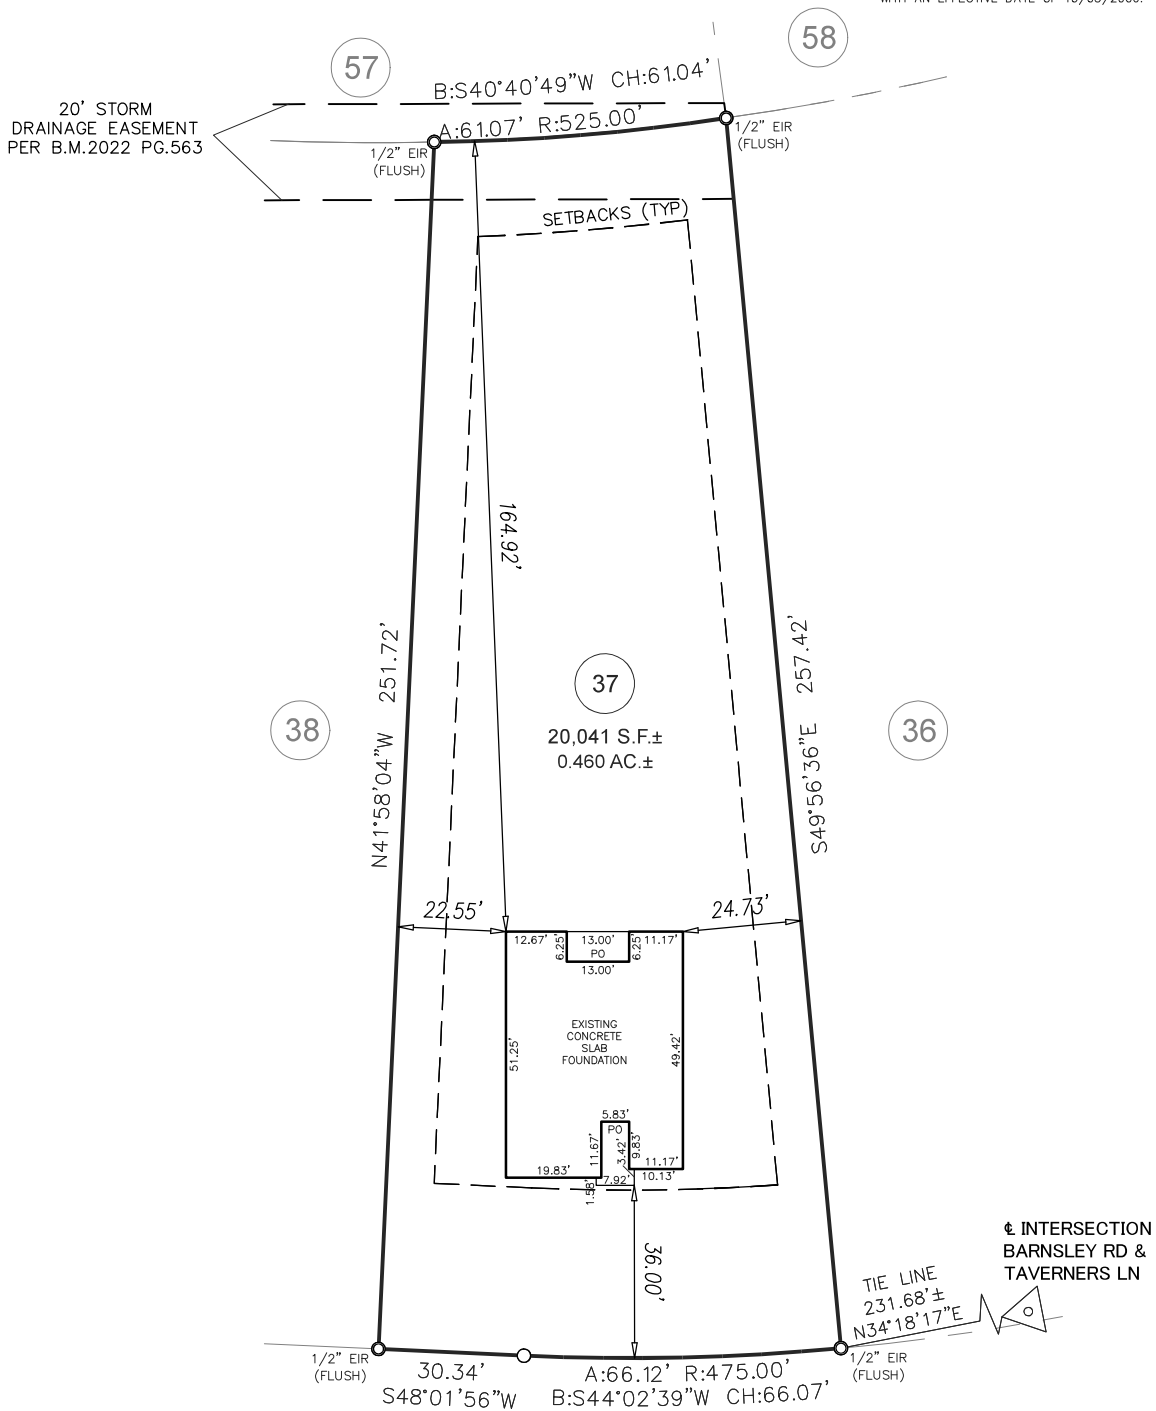 58
57
B:S40°40'49"W CH:61.04'
20' STORM
DRAINAGE EASEMENT
PER B.M.2022 PG.563
A:61.07' R:525.00'
1/2" EIR
(FLUSH)
1/2" EIR
(FLUSH)
SETBACKS (TYP)
164.92'
N41°58'04"W 251.72'
S49°56'36"E 257.42'
37
20,041 S.F.±
0.460 AC.±
38
36
22.55'
24.73'
12.67'
6.25'
13.00'
PO
6.25'
11.17'
13.00'
EXISTING
CONCRETE
SLAB
FOUNDATION
51.25'
49.42'
5.83'
PO
11.67'
3.42'
9.83'
11.17'
19.83'
10.13'
1.58'
7.92'
36.00'
℄ INTERSECTION
BARNSLEY RD &
TAVERNERS LN
TIE LINE
231.68'±
N34°18'17"E
1/2" EIR
(FLUSH)
1/2" EIR
(FLUSH)
30.34'
S48°01'56"W
A:66.12' R:475.00'
B:S44°02'39"W CH:66.07'